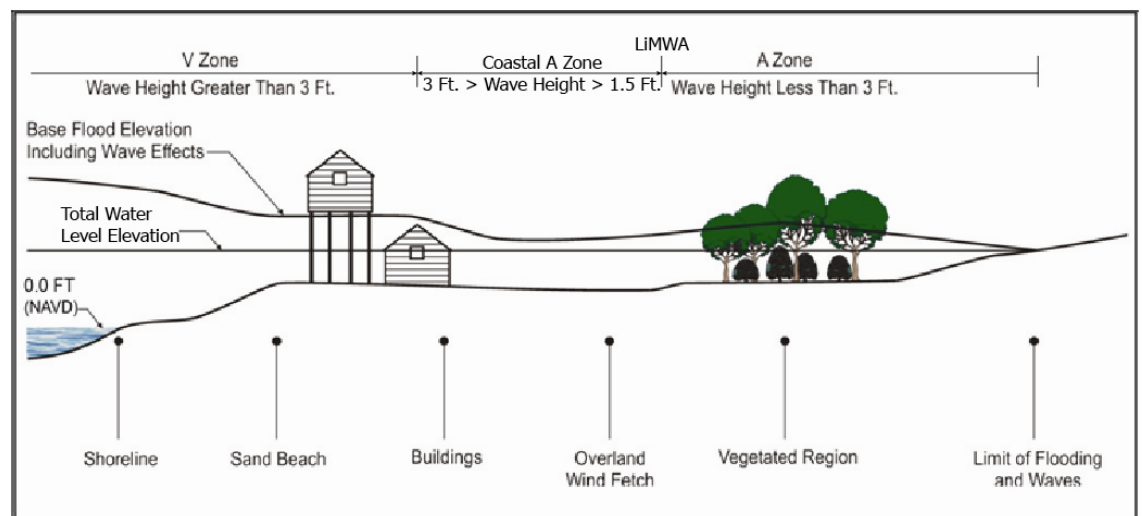 LiMWA
V Zone
Coastal A Zone
A Zone
Wave Height Greater Than 3 Ft.
3 Ft. > Wave Height > 1.5 Ft.
Wave Height Less Than 3 Ft.
Base Flood Elevation
Including Wave Effects
Total Water
Level Elevation
0.0 FT
(NAVD)
Shoreline
Sand Beach
Buildings
Overland
Wind Fetch
Vegetated Region
Limit of Flooding
and Waves